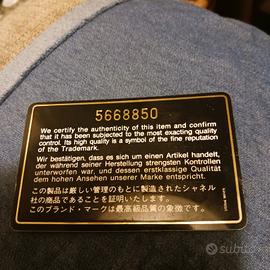 5668850
We certify the authenticity of this item and confirm
that it has been subjected to the most exacting quality
control. Its high quality is a symbol of the fine reputation
of the Trademark.
Wir bestätigen, dass es sich um einen Artikel handelt,
der während seiner Herstellung strengsten Kontrollen
unterworfen war, und dessen erstklassige Qualität
dem hohen Ansehen unserer Marke entspricht.
この製品は厳しい管理のもとに製造されたシャネル
社の商品であることを証明いたします。
このブランド・マークは最高級品質の象徴です。
subito